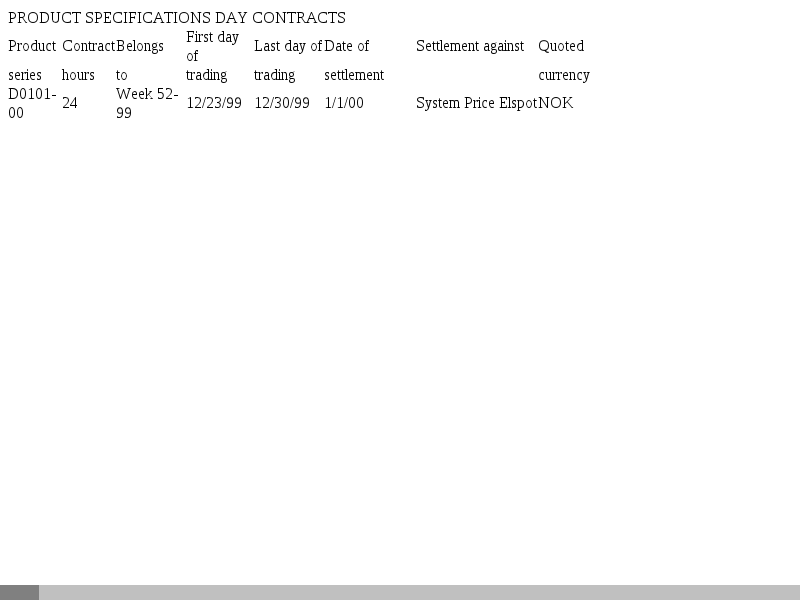 PRODUCT SPECIFICATIONS DAY CONTRACTS
Product Contract Belongs First day of Last day of Date of Settlement against Quoted
series hours to trading trading settlement currency
D0101-00 24 Week 52-99 12/23/99 12/30/99 1/1/00 System Price Elspot NOK